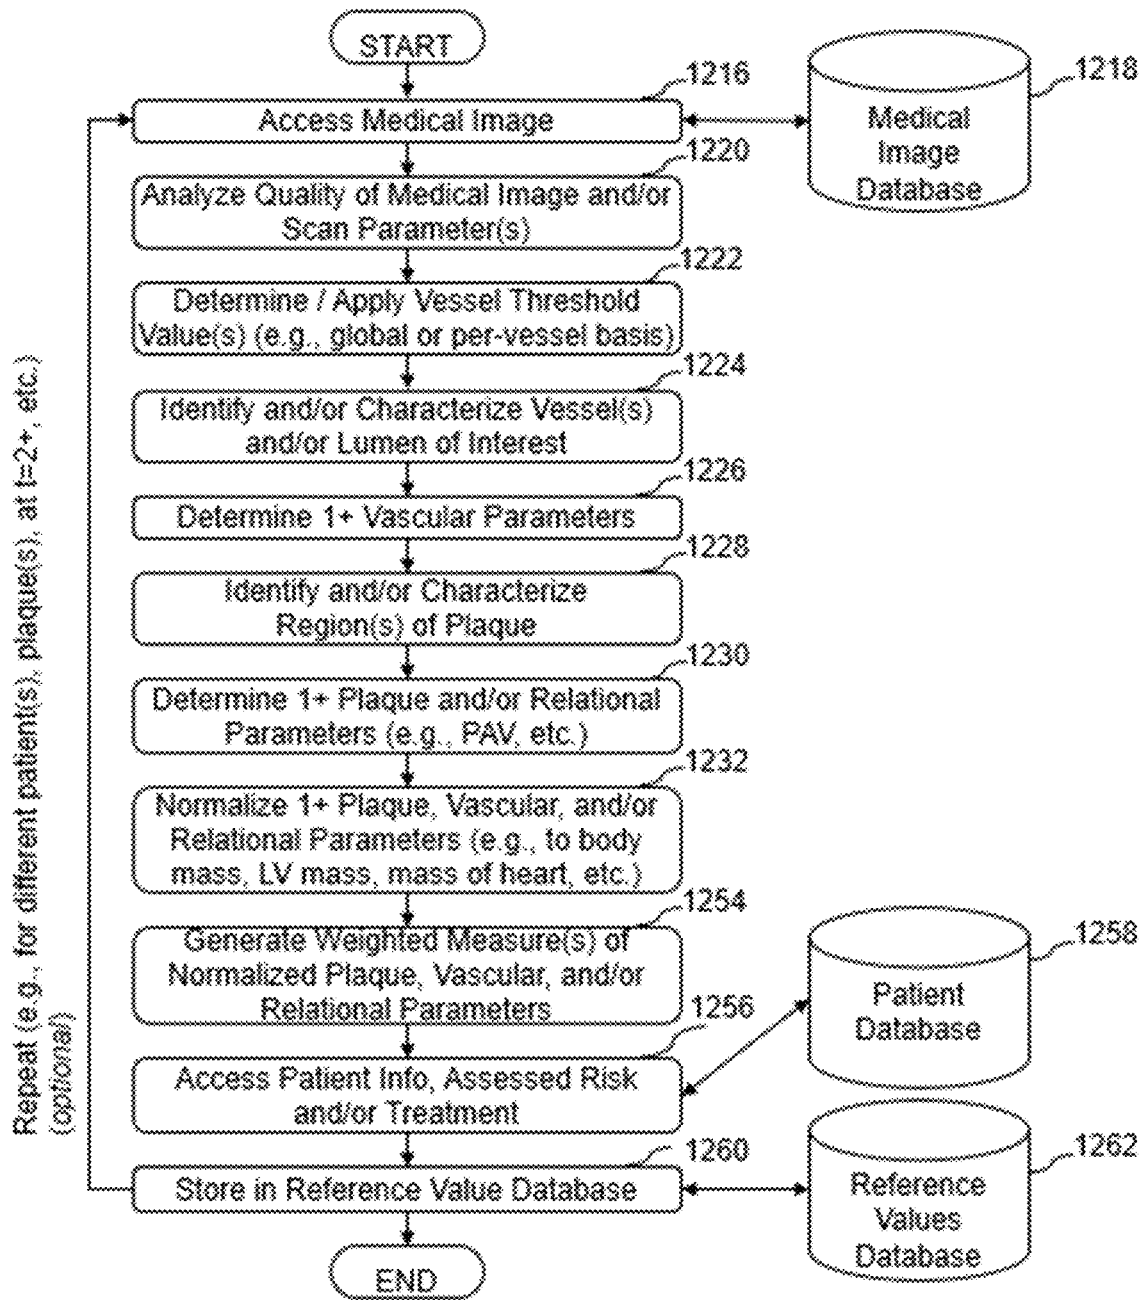 START
1216
Access Medical Image
1218
Medical
Image
Database
1220
Analyze Quality of Medical Image and/or
Scan Parameter(s)
1222
Determine / Apply Vessel Threshold
Value(s) (e.g., global or per-vessel basis)
1224
Identify and/or Characterize Vessel(s)
and/or Lumen of Interest
1226
Determine 1+ Vascular Parameters
1228
Identify and/or Characterize
Region(s) of Plaque
1230
Determine 1+ Plaque and/or Relational
Parameters (e.g., PAV, etc.)
1232
Normalize 1+ Plaque, Vascular, and/or
Relational Parameters (e.g., to body
mass, LV mass, mass of heart, etc.)
1254
Generate Weighted Measure(s) of
Normalized Plaque, Vascular, and/or
Relational Parameters
1256
Access Patient Info, Assessed Risk
and/or Treatment
1258
Patient
Database
1260
Store in Reference Value Database
1262
Reference
Values
Database
END
Repeat (e.g., for different patient(s), plaque(s), at t=2+, etc.)
(optional)